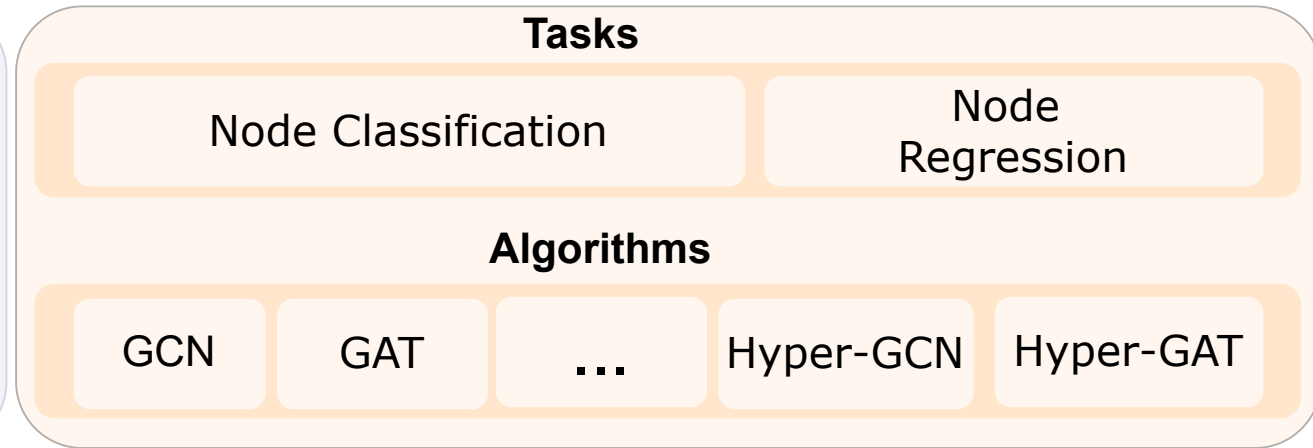 Tasks
Node Classification
Node
Regression
Algorithms
GCN
GAT
...
Hyper-GCN
Hyper-GAT